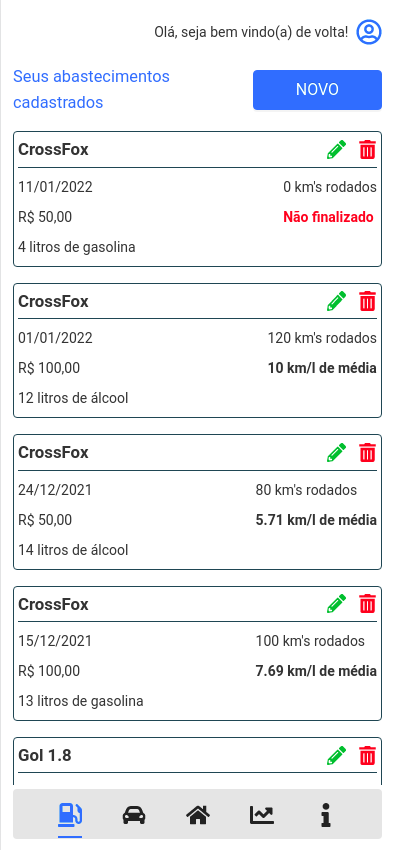 Olá, seja bem vindo(a) de volta!
Seus abastecimentos
cadastrados
NOVO
CrossFox
11/01/2022 0 km's rodados
R$ 50,00 Não finalizado
4 litros de gasolina
CrossFox
01/01/2022 120 km's rodados
R$ 100,00 10 km/l de média
12 litros de álcool
CrossFox
24/12/2021 80 km's rodados
R$ 50,00 5.71 km/l de média
14 litros de álcool
CrossFox
15/12/2021 100 km's rodados
R$ 100,00 7.69 km/l de média
13 litros de gasolina
Gol 1.8